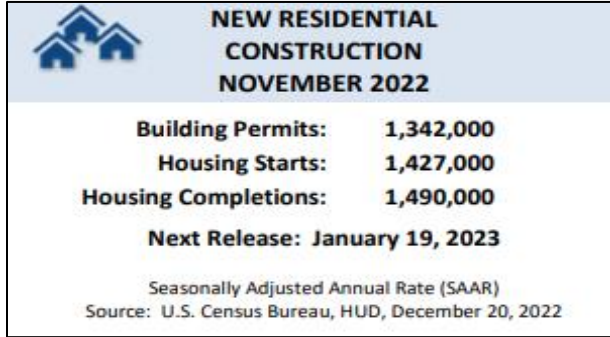 NEW RESIDENTIAL
CONSTRUCTION
NOVEMBER 2022
Building Permits: 1,342,000
Housing Starts: 1,427,000
Housing Completions: 1,490,000
Next Release: January 19, 2023
Seasonally Adjusted Annual Rate (SAAR)
Source: U.S. Census Bureau, HUD, December 20, 2022